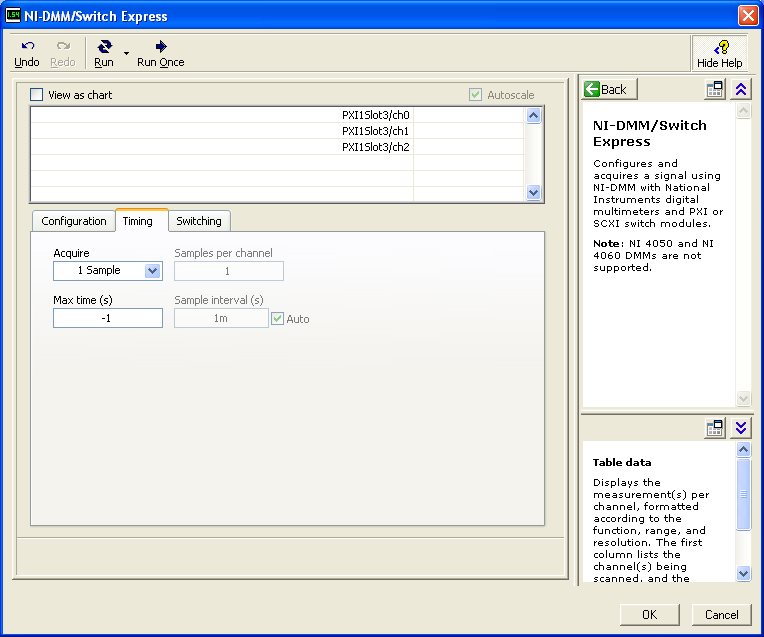 NI-DMM/Switch Express
Undo
Redo
Run
Run Once
Hide Help
View as chart
Autoscale
PXI1Slot3/ch0
PXI1Slot3/ch1
PXI1Slot3/ch2
Configuration
Timing
Switching
Acquire
Samples per channel
1 Sample
1
Max time (s)
Sample interval (s)
-1
1m
Auto
Back
NI-DMM/Switch
Express
Configures and
acquires a signal using
NI-DMM with National
Instruments digital
multimeters and PXI or
SCXI switch modules.
Note: NI 4050 and NI
4060 DMMs are not
supported.
Table data
Displays the
measurement(s) per
channel, formatted
according to the
function, range, and
resolution. The first
column lists the
channel(s) being
scanned, and the
OK
Cancel